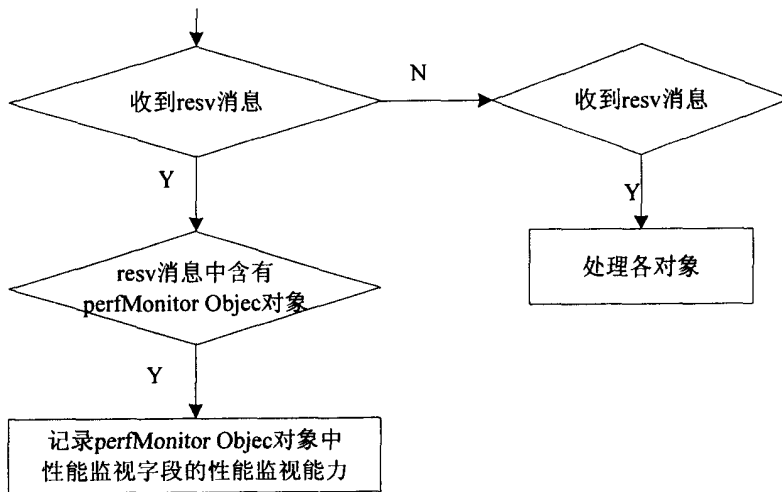 收到resv消息
N
收到resv消息
Y
Y
resv消息中含有
perfMonitor Objec对象
处理各对象
Y
记录perfMonitor Objec对象中
性能监视字段的性能监视能力